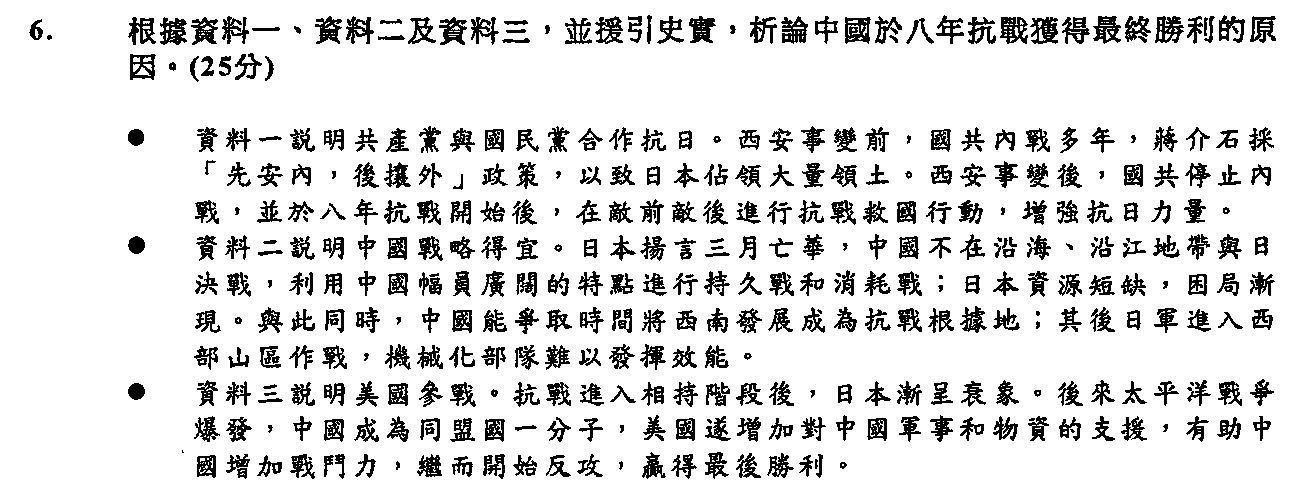 6. 根據資料一、資料二及資料三，並援引史實，析論中國於八年抗戰獲得最終勝利的原
因。(25分)
● 資料一説明共產黨與國民黨合作抗日。西安事變前，國共內戰多年，蔣介石採
「先安內，後攘外」政策，以致日本佔領大量領土。西安事變後，國共停止內
戰，並於八年抗戰開始後，在敵前敵後進行抗戰救國行動，增強抗日力量。
● 資料二説明中國戰略得宜。日本揚言三月亡華，中國不在沿海、沿江地帶與日
決戰，利用中國幅員廣闊的特點進行持久戰和消耗戰；日本資源短缺，困局漸
現。與此同時，中國能爭取時間將西南發展成為抗戰根據地；其後日軍進入西
部山區作戰，機械化部隊難以發揮效能。
● 資料三説明美國參戰。抗戰進入相持階段後，日本漸呈衰象。後來太平洋戰爭
爆發，中國成為同盟國一分子，美國遂增加對中國軍事和物資的支援，有助中
國增加戰鬥力，繼而開始反攻，贏得最後勝利。